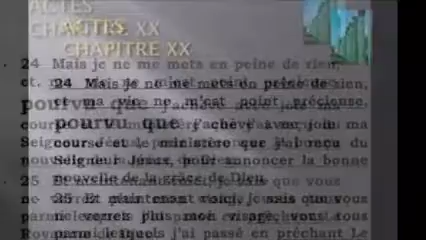 ACTES
CHAPITRE XX
24 Mais je ne me mets en peine de rien,
et ma vie ne m'est point précieuse,
pourvu que j'achève avec joie ma
course et le ministère que j'ai reçu du
Seigneur Jésus, pour annoncer la bonne
nouvelle de la grâce de Dieu.
25 Et maintenant voici, je sais que vous
ne verrez plus mon visage, vous tous
parmi lesquels j'ai passé en prêchant Le